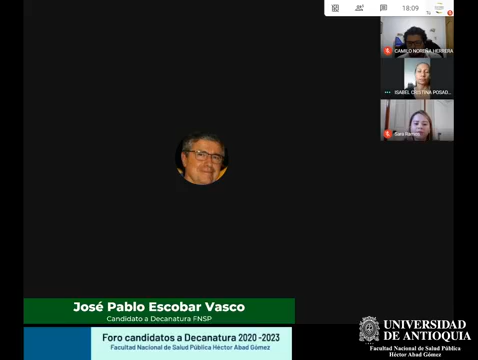 18:09
CAMILO NOREÑA HERRERA
ISABEL CRISTINA POSAD...
Sara Ramos
José Pablo Escobar Vasco
Candidato a Decanatura FNSP
Foro candidatos a Decanatura 2020 -2023
Facultad Nacional de Salud Pública Héctor Abad Gómez
UNIVERSIDAD
DE ANTIOQUIA
Facultad Nacional de Salud Pública
Héctor Abad Gómez